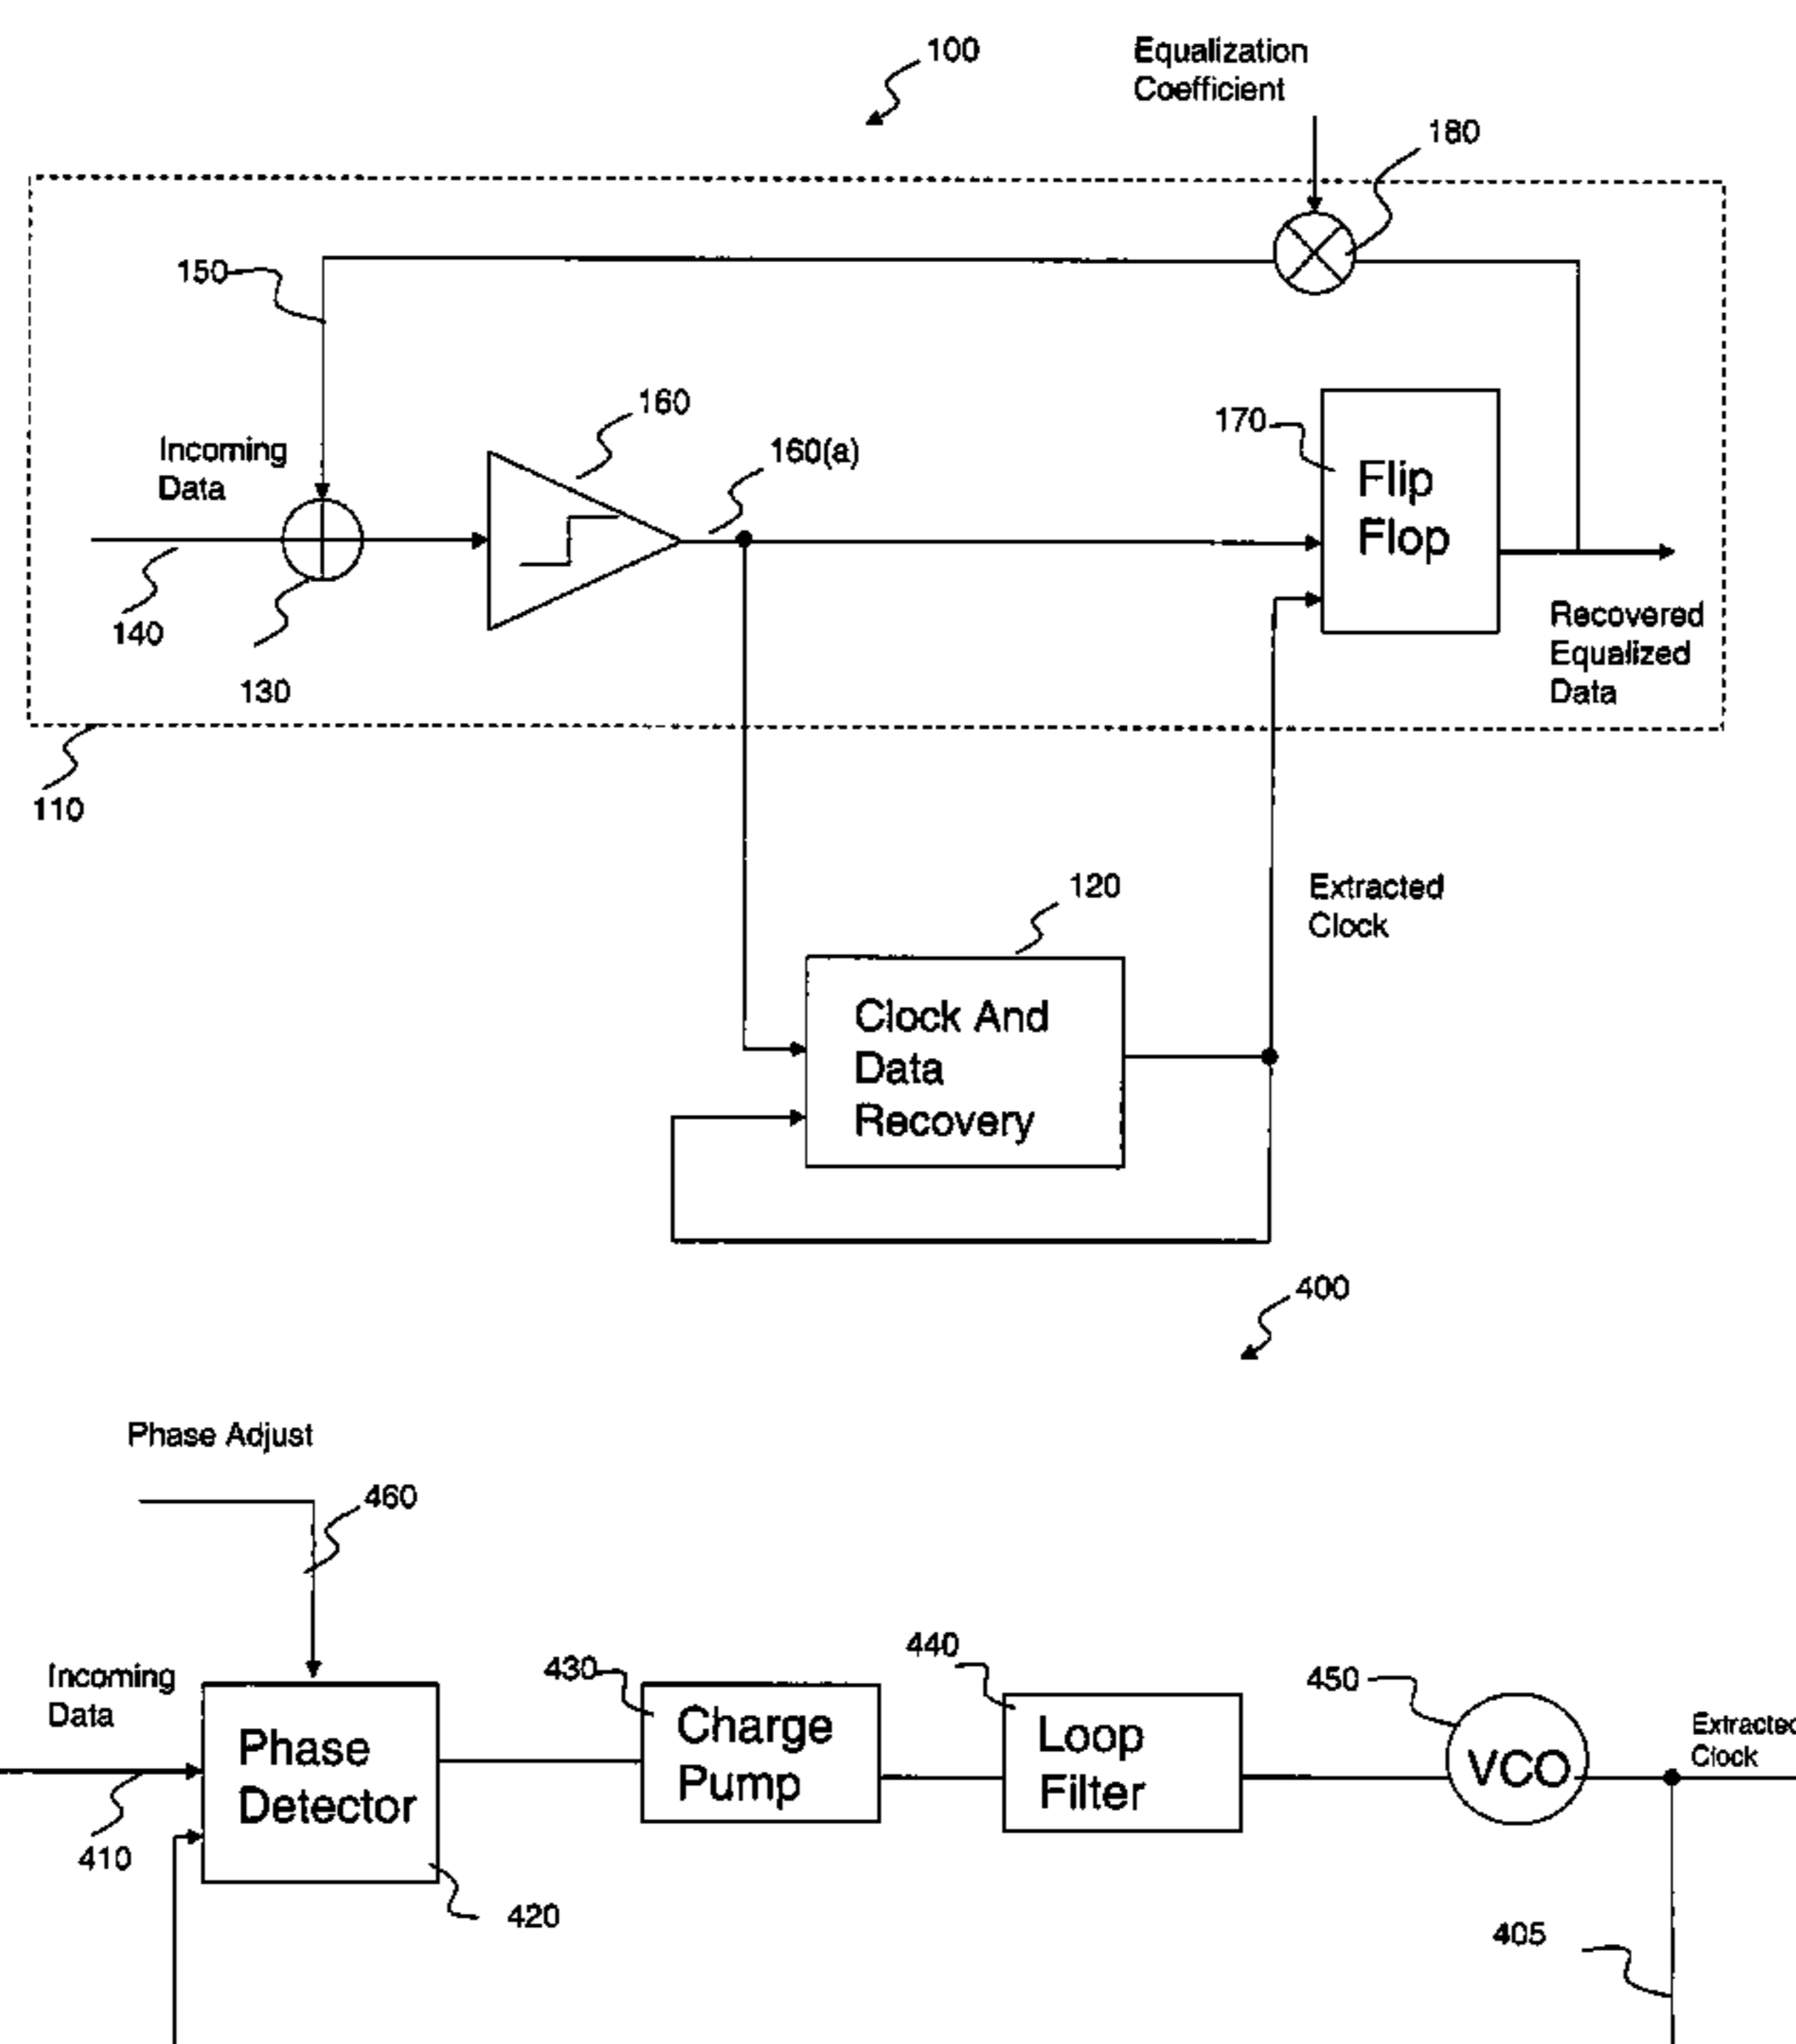 100
Equalization
Coefficient
180
150
160
160(a)
170
Incoming
Data
Flip
Flop
140
130
Recovered
Equalized
Data
110
120
Extracted
Clock
Clock And
Data
Recovery
400
Phase Adjust
460
Incoming
Data
430
440
450
Extracted
Clock
Phase
Detector
Charge
Pump
Loop
Filter
VCO
410
420
405